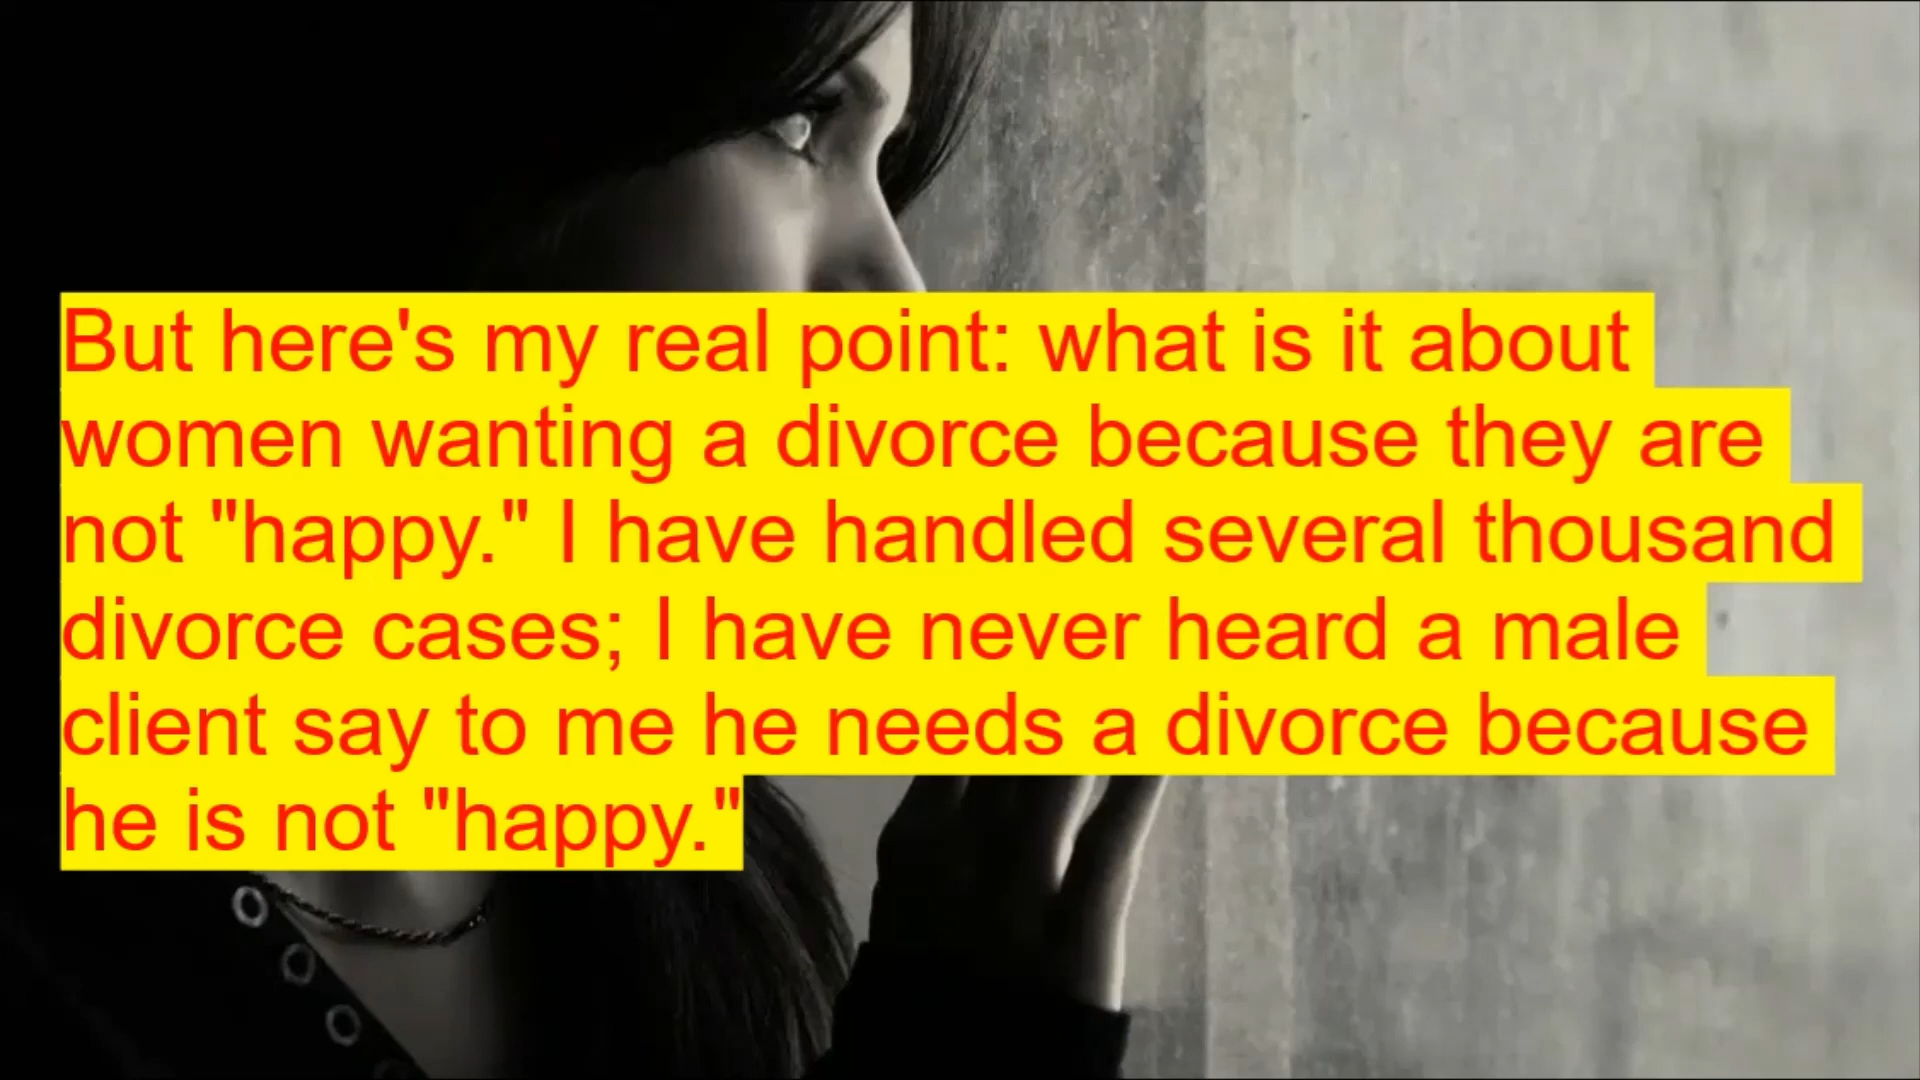 But here's my real point: what is it about
women wanting a divorce because they are
not "happy." I have handled several thousand
divorce cases; I have never heard a male
client say to me he needs a divorce because
he is not "happy."